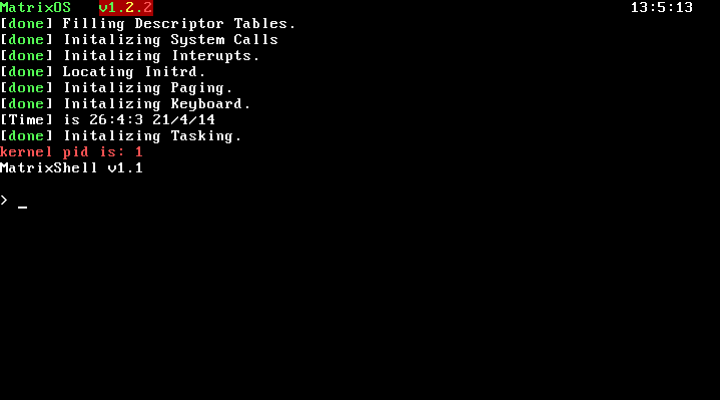 MatrixOS v1.2.2 13:5:13
[done] Filling Descriptor Tables.
[done] Initalizing System Calls
[done] Initalizing Interupts.
[done] Locating Initrd.
[done] Initalizing Paging.
[done] Initalizing Keyboard.
[Time] is 26:4:3 21/4/14
[done] Initalizing Tasking.
kernel pid is: 1
MatrixShell v1.1
> _